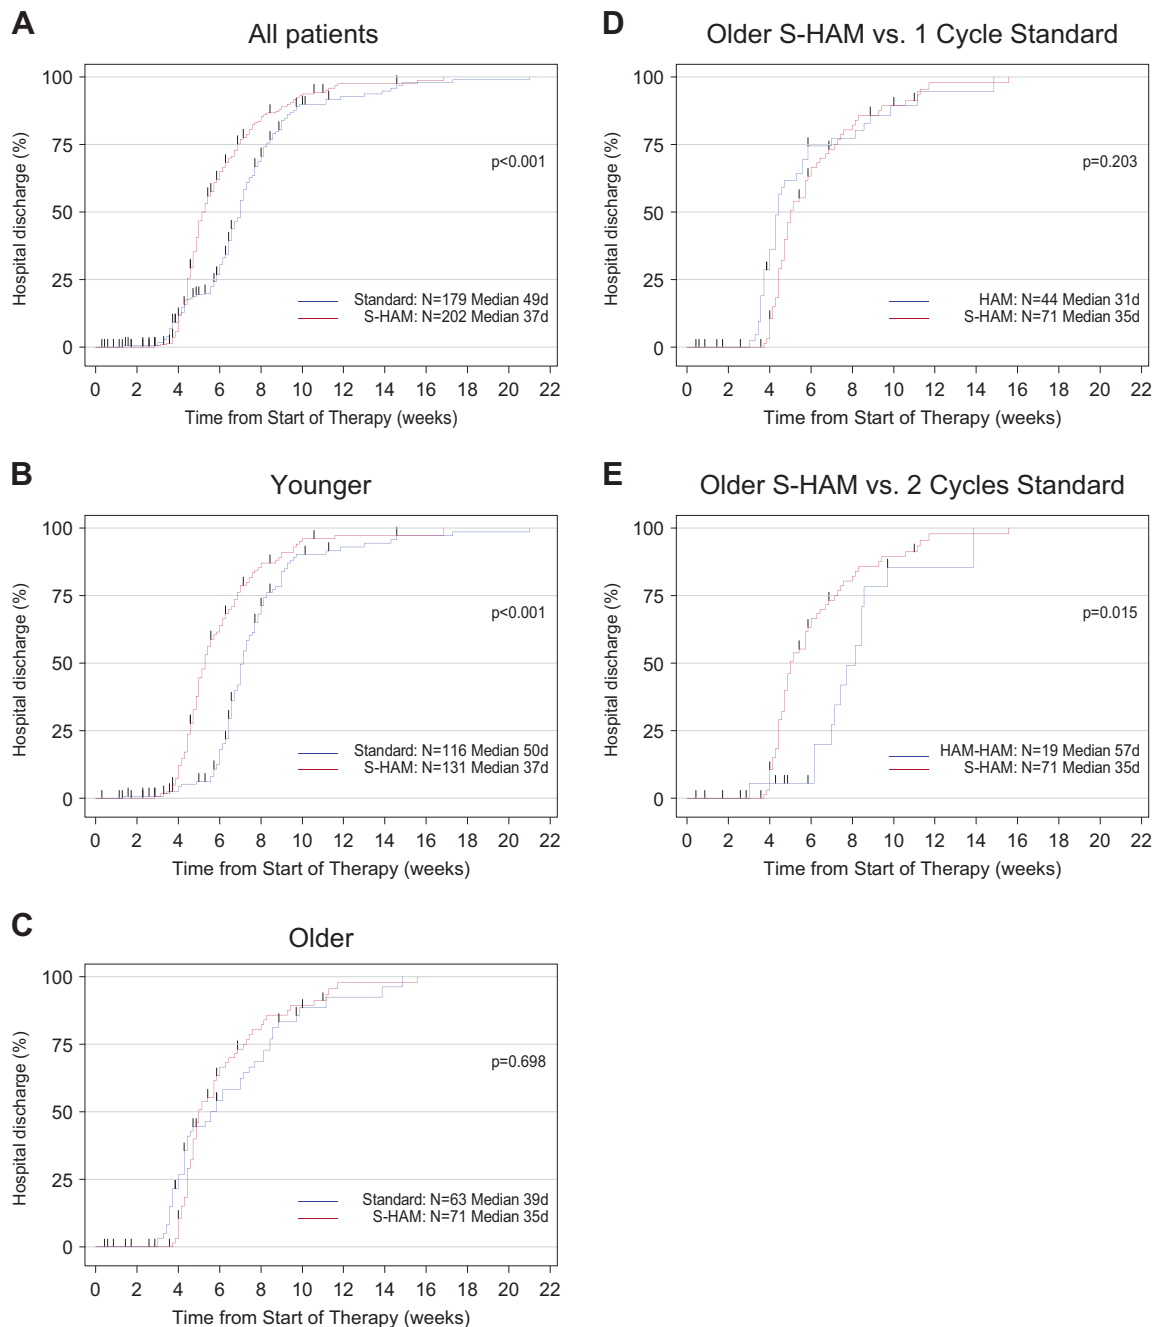 A
All patients
100
75
50
25
0
Hospital discharge (%)
p<0.001
Standard: N=179 Median 49d
S-HAM: N=202 Median 37d
0 2 4 6 8 10 12 14 16 18 20 22
Time from Start of Therapy (weeks)
D
Older S-HAM vs. 1 Cycle Standard
100
75
50
25
0
Hospital discharge (%)
p=0.203
HAM: N=44 Median 31d
S-HAM: N=71 Median 35d
0 2 4 6 8 10 12 14 16 18 20 22
Time from Start of Therapy (weeks)
B
Younger
100
75
50
25
0
Hospital discharge (%)
p<0.001
Standard: N=116 Median 50d
S-HAM: N=131 Median 37d
0 2 4 6 8 10 12 14 16 18 20 22
Time from Start of Therapy (weeks)
E
Older S-HAM vs. 2 Cycles Standard
100
75
50
25
0
Hospital discharge (%)
p=0.015
HAM-HAM: N=19 Median 57d
S-HAM: N=71 Median 35d
0 2 4 6 8 10 12 14 16 18 20 22
Time from Start of Therapy (weeks)
C
Older
100
75
50
25
0
Hospital discharge (%)
p=0.698
Standard: N=63 Median 39d
S-HAM: N=71 Median 35d
0 2 4 6 8 10 12 14 16 18 20 22
Time from Start of Therapy (weeks)